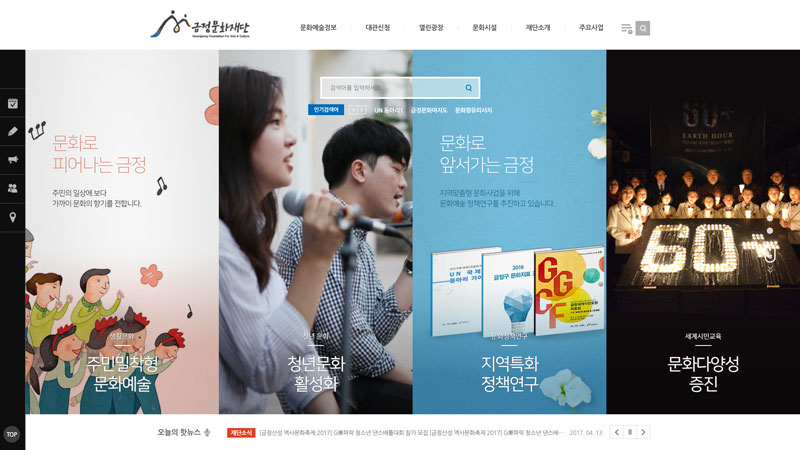 금정문화재단
Geumjeong Foundation For Arts & Culture
문화예술정보
대관신청
열린광장
문화시설
재단소개
주요사업
검색어를 입력하세요
인기검색어
UN 동아리1
금정문화여지도
문화향유리서치
문화로
피어나는 금정
주민의 일상에 보다
가까이 문화의 향기를 전합니다.
생활문화
주민밀착형
문화예술
청년 문화
청년문화
활성화
문화로
앞서가는 금정
지역맞춤형 문화사업을 위해
문화예술 정책연구를 추진하고 있습니다.
UN 국제
동아리 가이
2016
금정구 문화지표
GG
CF
문화정책연구
지역특화
정책연구
60+
EARTH HOUR
60+
세계시민교육
문화다양성
증진
TOP
오늘의 핫뉴스
재단소식
[금정산성 역사문화축제 2017] G樂파락 청소년 댄스배틀대회 참가 모집 [금정산성 역사문화축제 2017] G樂파락 청소년 댄스배…
2017. 04. 13